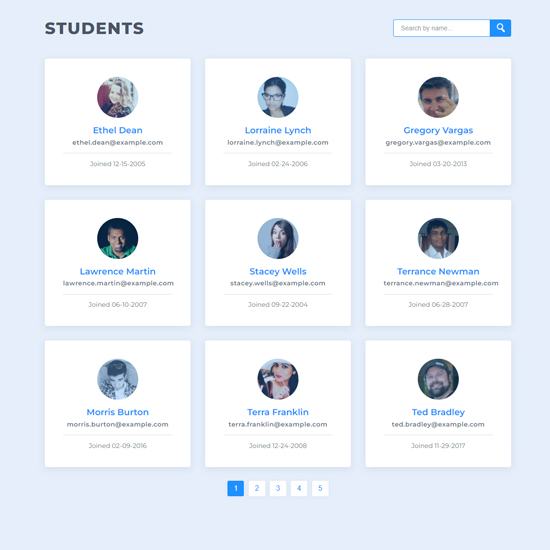 STUDENTS
Search by name...
Ethel Dean
ethel.dean@example.com
Joined 12-15-2005
Lorraine Lynch
lorraine.lynch@example.com
Joined 02-24-2006
Gregory Vargas
gregory.vargas@example.com
Joined 03-20-2013
Lawrence Martin
lawrence.martin@example.com
Joined 06-10-2007
Stacey Wells
stacey.wells@example.com
Joined 09-22-2004
Terrance Newman
terrance.newman@example.com
Joined 06-28-2007
Morris Burton
morris.burton@example.com
Joined 02-09-2016
Terra Franklin
terra.franklin@example.com
Joined 12-24-2008
Ted Bradley
ted.bradley@example.com
Joined 11-29-2017
1 2 3 4 5